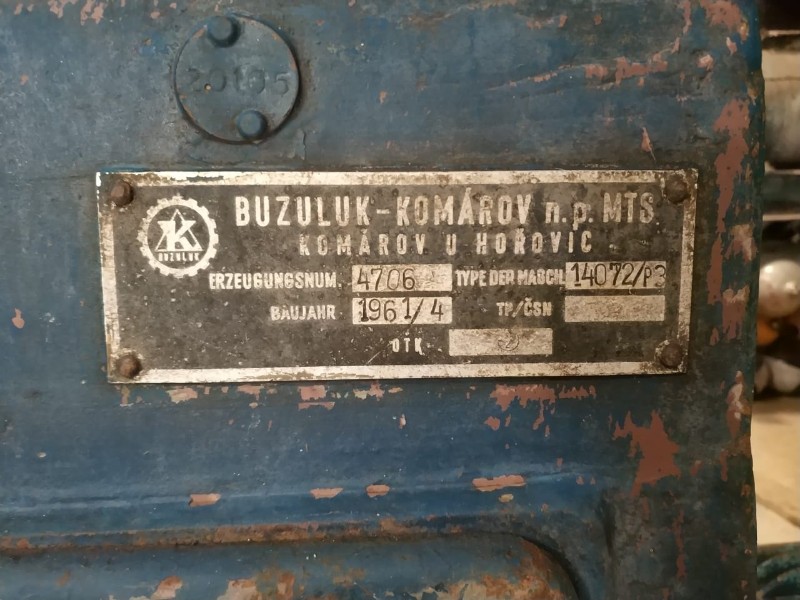 20195
BUZULUK-KOMÁROV n.p. MTS.
KOMÁROV U HOŘOVIC
BUZULUK
ERZEUGUNGSNUM. 4706 TYPE DER MASCH. 14072/P3
BAUJAHR 1961/4 TP/ČSN
OTK